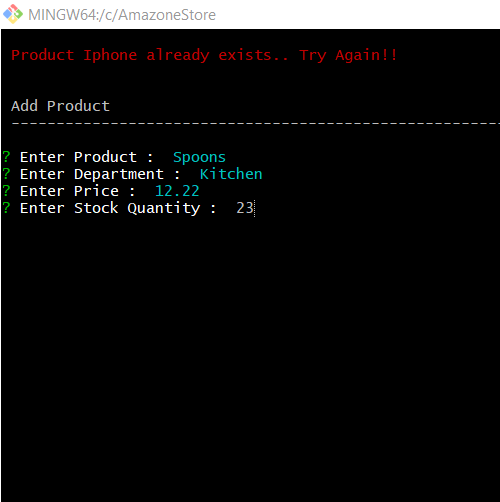 MINGW64:/c/AmazoneStore
Product Iphone already exists.. Try Again!!
Add Product
--------------------------------------------------------
? Enter Product :  Spoons
? Enter Department :  Kitchen
? Enter Price :  12.22
? Enter Stock Quantity :  23